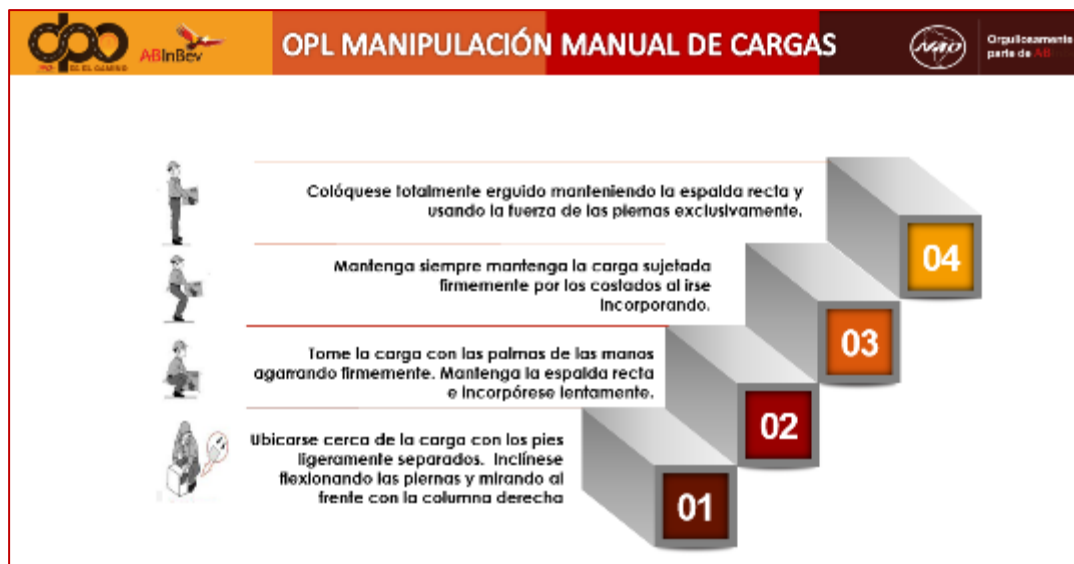 dpo
ABInBev
OPL MANIPULACIÓN MANUAL DE CARGAS
Orgullosamente
parte de AB
Colóquese totalmente erguido manteniendo la espalda recta y
usando la fuerza de las piernas exclusivamente.
04
Mantenga siempre mantenga la carga sujetada
firmemente por los costados al irse
incorporando.
03
Tome la carga con las palmas de las manos
agarrando firmemente. Mantenga la espalda recta
e incorpórese lentamente.
02
Ubicarse cerca de la carga con los pies
ligeramente separados. Inclínese
flexionando las piernas y mirando al
frente con la columna derecha
01